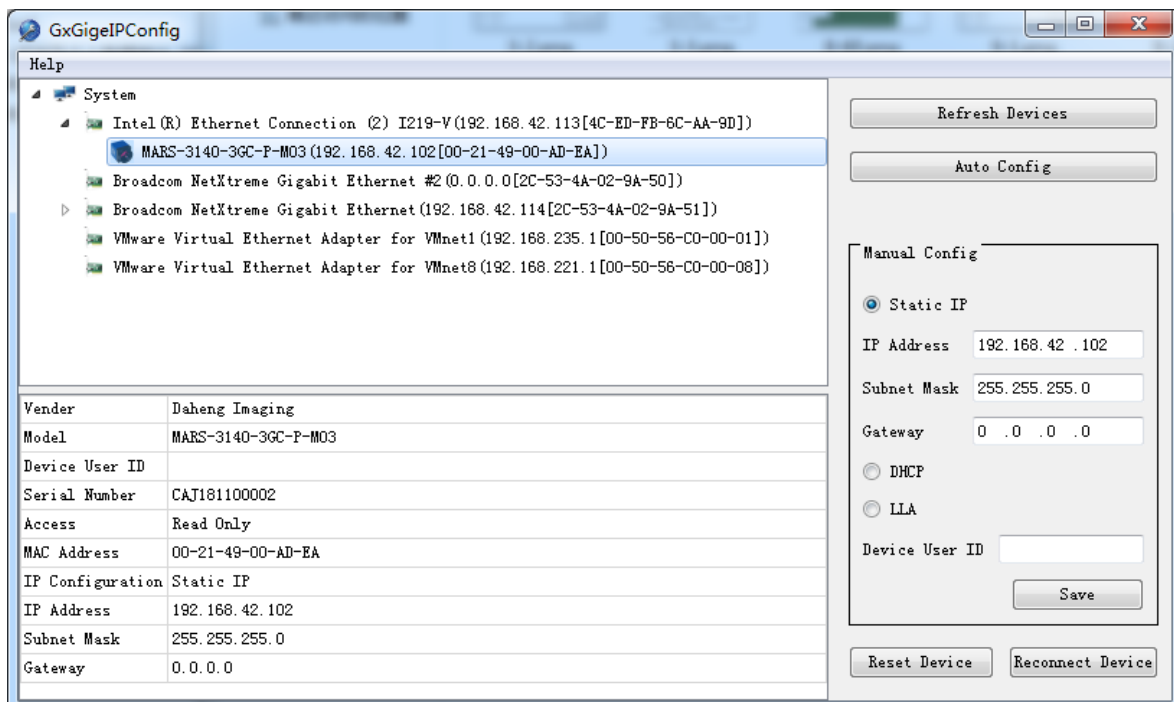 GxGigeIPConfig
Help
System
Intel(R) Ethernet Connection (2) I219-V(192.168.42.113[4C-ED-FB-6C-AA-9D])
MARS-3140-3GC-P-M03(192.168.42.102[00-21-49-00-AD-EA])
Broadcom NetXtreme Gigabit Ethernet #2(0.0.0.0[2C-53-4A-02-9A-50])
Broadcom NetXtreme Gigabit Ethernet(192.168.42.114[2C-53-4A-02-9A-51])
VMware Virtual Ethernet Adapter for VMnet1(192.168.235.1[00-50-56-C0-00-01])
VMware Virtual Ethernet Adapter for VMnet8(192.168.221.1[00-50-56-C0-00-08])
Vender Daheng Imaging
Model MARS-3140-3GC-P-M03
Device User ID
Serial Number CAJ181100002
Access Read Only
MAC Address 00-21-49-00-AD-EA
IP Configuration Static IP
IP Address 192.168.42.102
Subnet Mask 255.255.255.0
Gateway 0.0.0.0
Refresh Devices
Auto Config
Manual Config
Static IP
IP Address 192.168.42 .102
Subnet Mask 255.255.255.0
Gateway 0 .0 .0 .0
DHCP
LLA
Device User ID
Save
Reset Device Reconnect Device